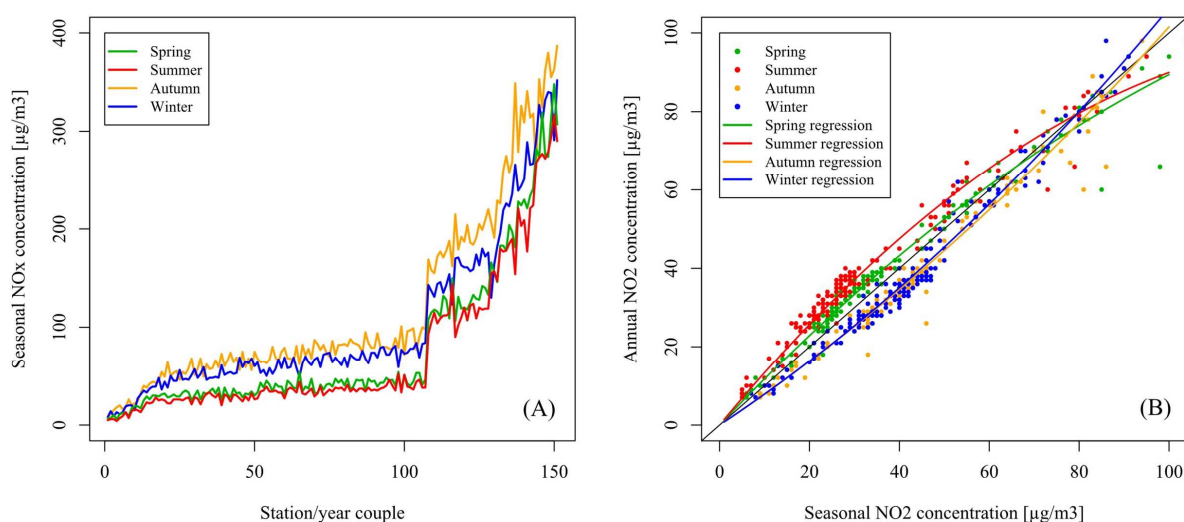 Seasonal NOx concentration [µg/m3]
400
300
200
100
0
Spring
Summer
Autumn
Winter
(A)
0
50
100
150
Station/year couple
Annual NO2 concentration [µg/m3]
100
80
60
40
20
0
Spring
Summer
Autumn
Winter
Spring regression
Summer regression
Autumn regression
Winter regression
(B)
0
20
40
60
80
100
Seasonal NO2 concentration [µg/m3]